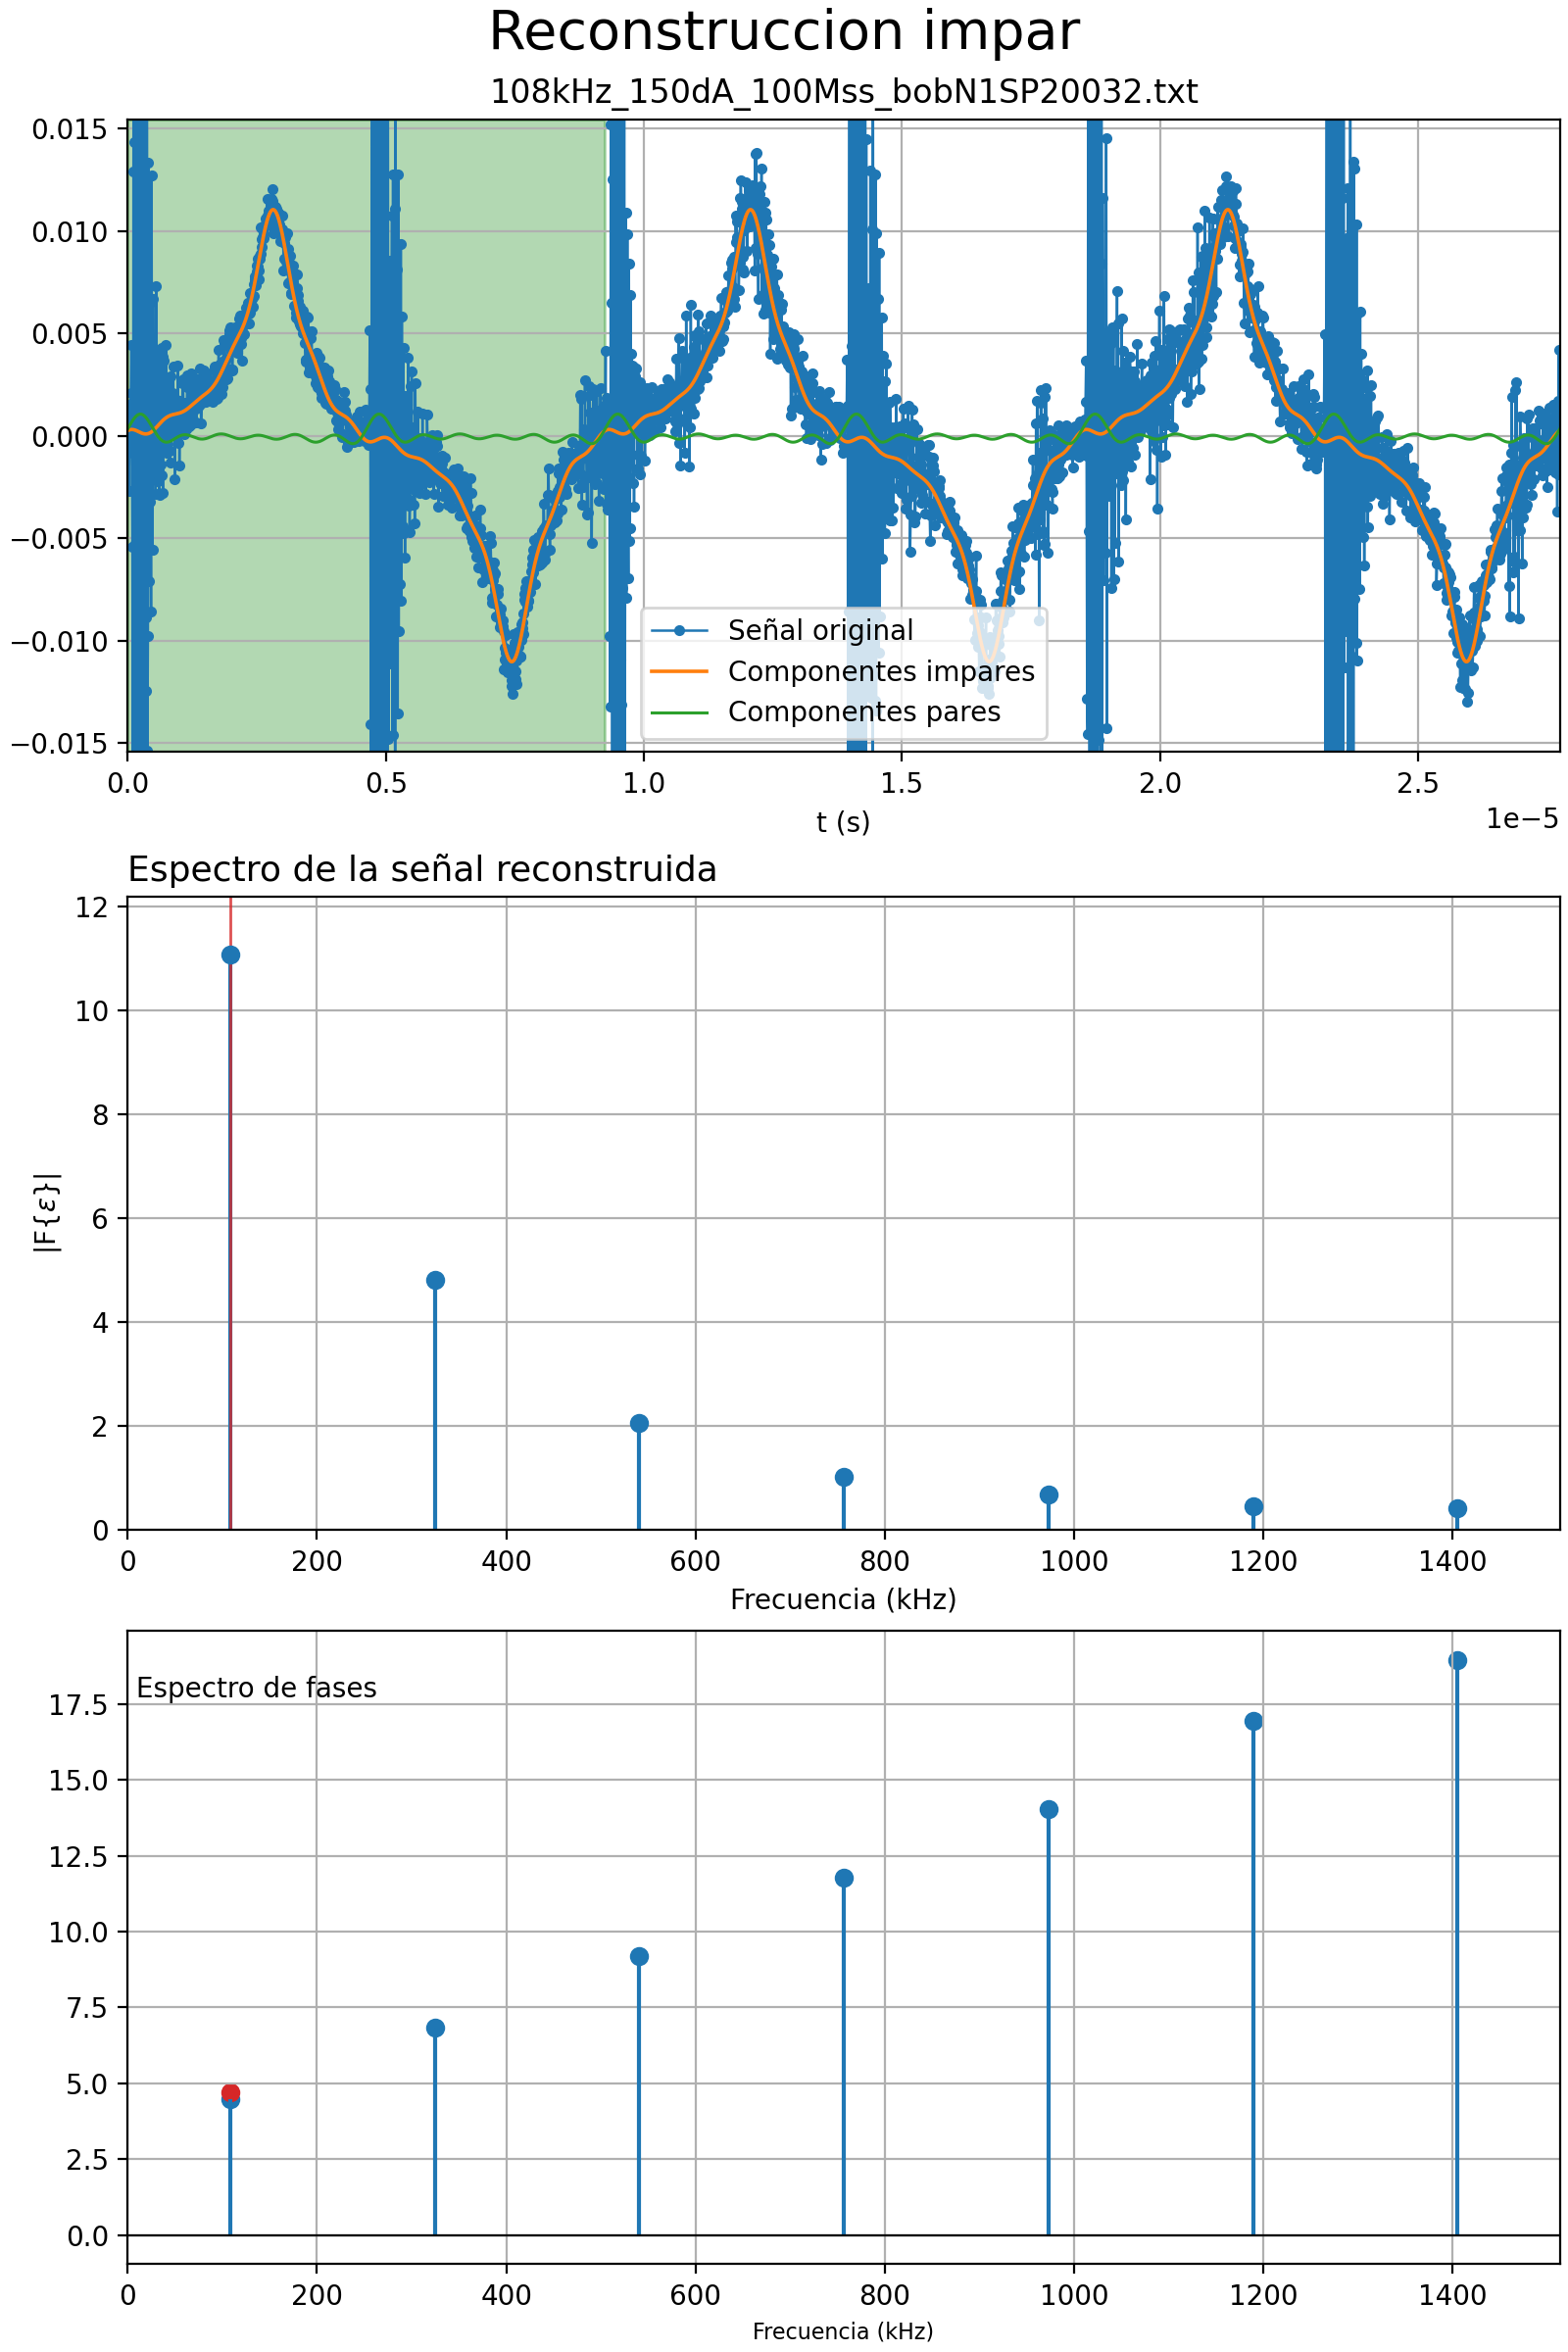 Reconstruccion impar
108kHz_150dA_100Mss_bobN1SP20032.txt
0.015
0.010
0.005
0.000
−0.005
−0.010
−0.015
Señal original
Componentes impares
Componentes pares
0.0 0.5 1.0 1.5 2.0 2.5
1e−5
t (s)
Espectro de la señal reconstruida
12
10
8
6
4
2
0
|F{ε}|
0 200 400 600 800 1000 1200 1400
Frecuencia (kHz)
Espectro de fases
17.5
15.0
12.5
10.0
7.5
5.0
2.5
0.0
0 200 400 600 800 1000 1200 1400
Frecuencia (kHz)